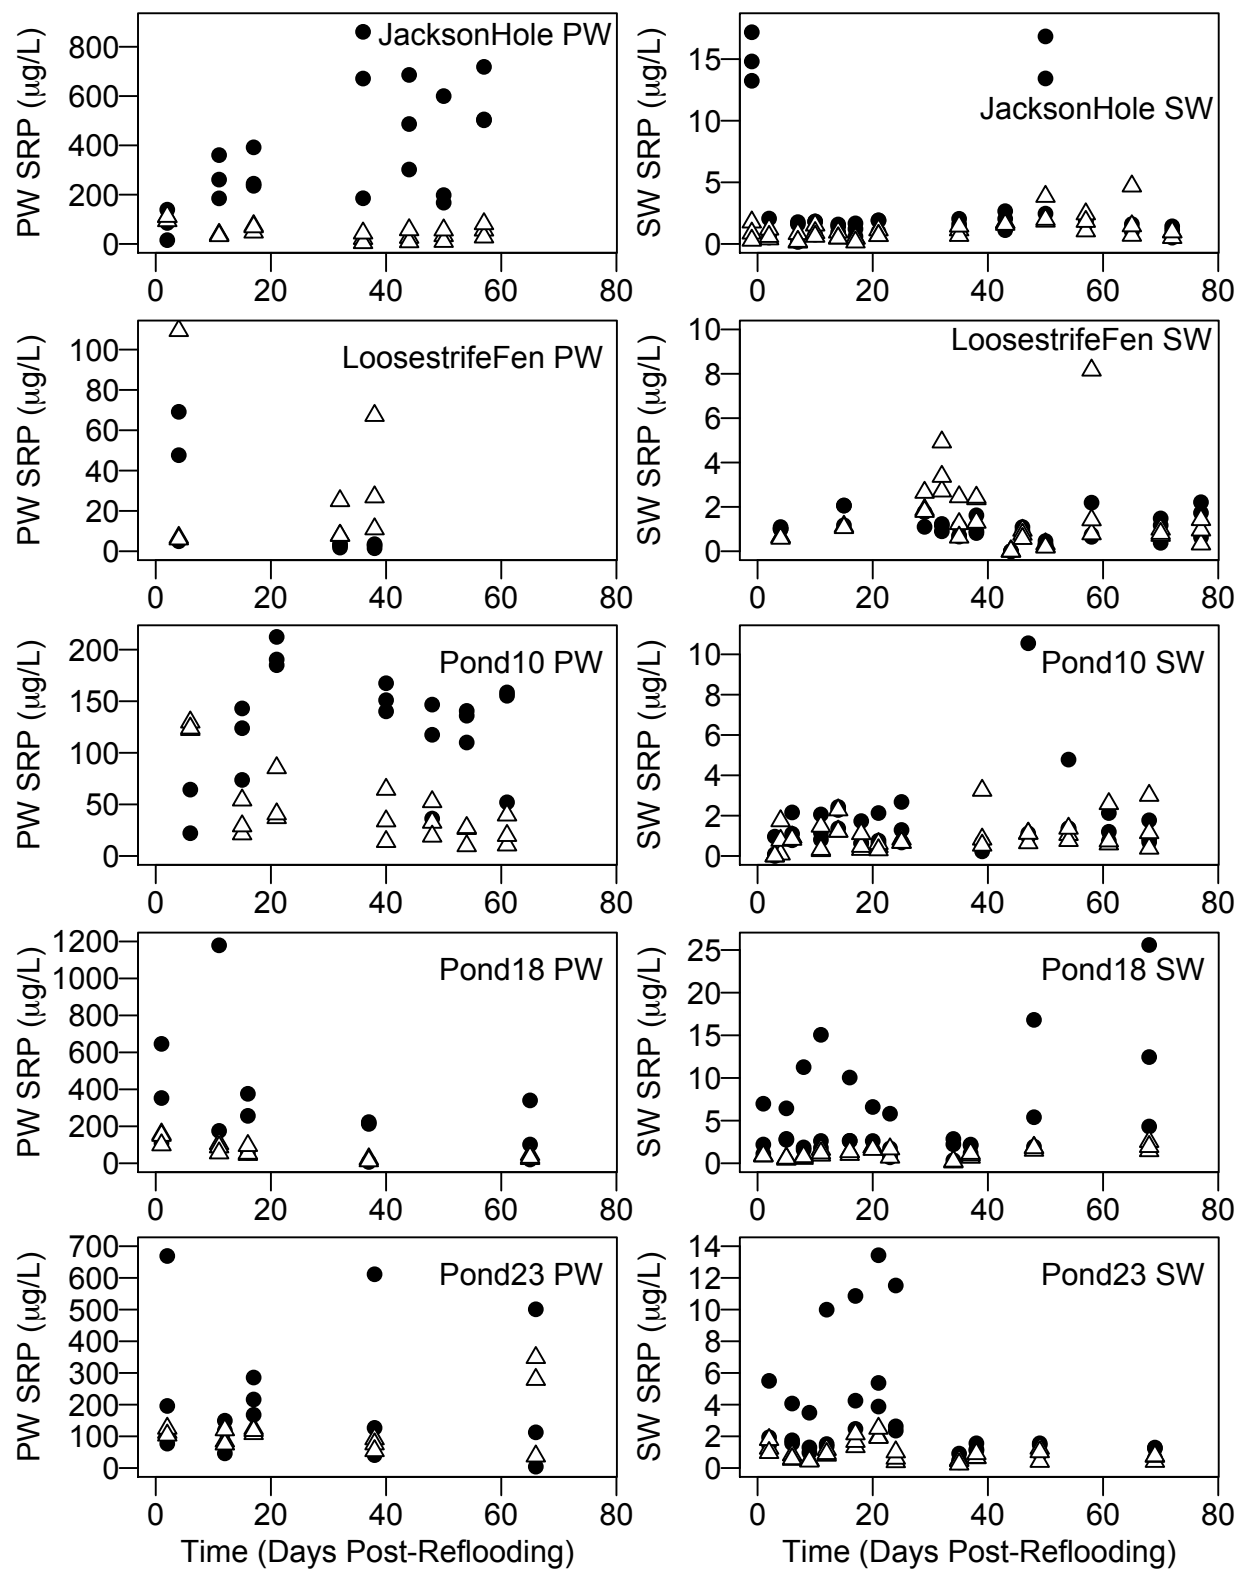 PW SRP (µg/L)
800
600
400
200
0
JacksonHole PW
0 20 40 60 80
SW SRP (µg/L)
15
10
5
0
JacksonHole SW
0 20 40 60 80
PW SRP (µg/L)
100
80
60
40
20
0
LoosestrifeFen PW
0 20 40 60 80
SW SRP (µg/L)
10
8
6
4
2
0
LoosestrifeFen SW
0 20 40 60 80
PW SRP (µg/L)
200
150
100
50
0
Pond10 PW
0 20 40 60 80
SW SRP (µg/L)
10
8
6
4
2
0
Pond10 SW
0 20 40 60 80
PW SRP (µg/L)
1200
1000
800
600
400
200
0
Pond18 PW
0 20 40 60 80
SW SRP (µg/L)
25
20
15
10
5
0
Pond18 SW
0 20 40 60 80
PW SRP (µg/L)
700
600
500
400
300
200
100
0
Pond23 PW
0 20 40 60 80
Time (Days Post-Reflooding)
SW SRP (µg/L)
14
12
10
8
6
4
2
0
Pond23 SW
0 20 40 60 80
Time (Days Post-Reflooding)